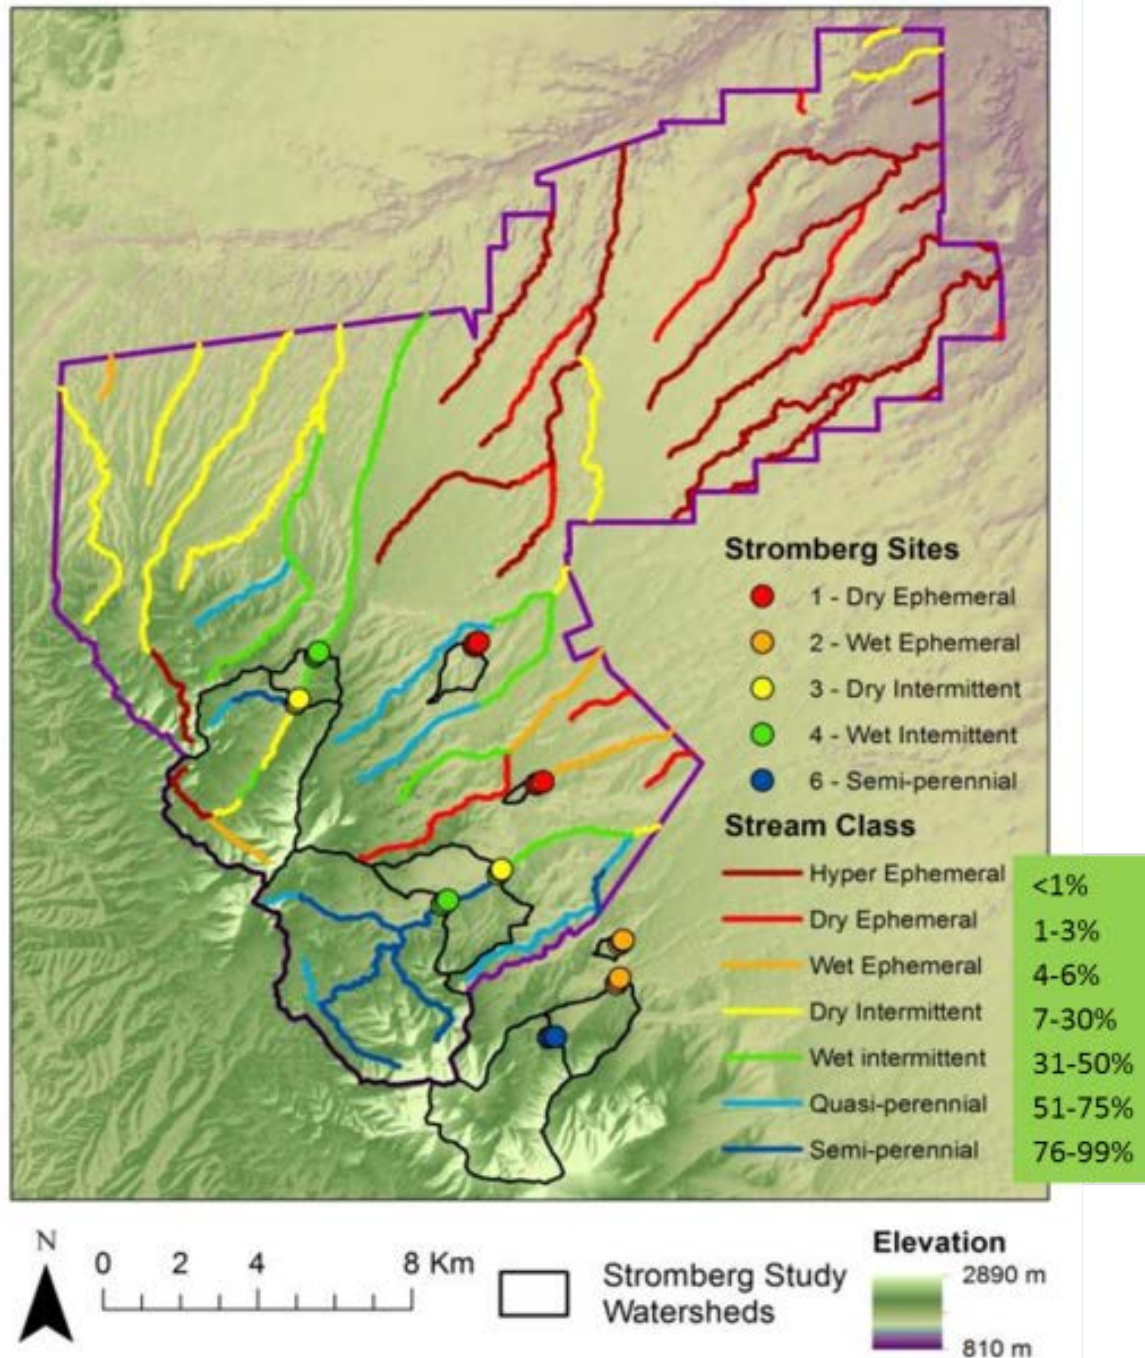 Stromberg Sites
1 - Dry Ephemeral
2 - Wet Ephemeral
3 - Dry Intermittent
4 - Wet Intemittent
6 - Semi-perennial
Stream Class
Hyper Ephemeral <1%
Dry Ephemeral 1-3%
Wet Ephemeral 4-6%
Dry Intermittent 7-30%
Wet intermittent 31-50%
Quasi-perennial 51-75%
Semi-perennial 76-99%
N
0 2 4 8 Km
Stromberg Study
Watersheds
Elevation
2890 m
810 m